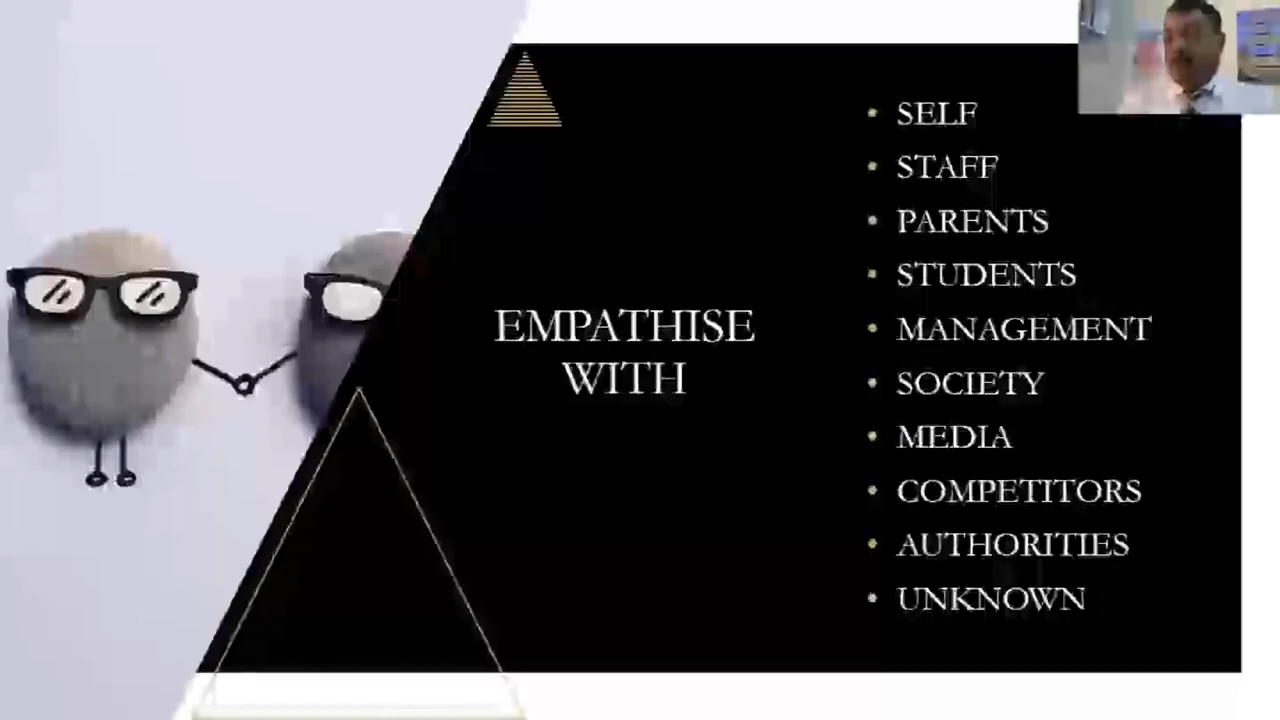 EMPATHISE
WITH
SELF
STAFF
PARENTS
STUDENTS
MANAGEMENT
SOCIETY
MEDIA
COMPETITORS
AUTHORITIES
UNKNOWN